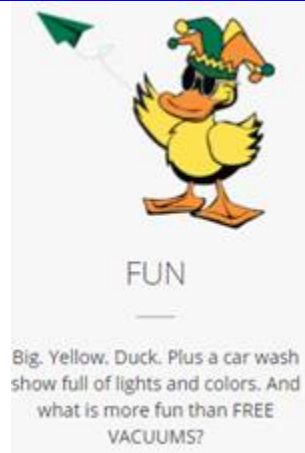 FUN
Big. Yellow. Duck. Plus a car wash
show full of lights and colors. And
what is more fun than FREE
VACUUMS?